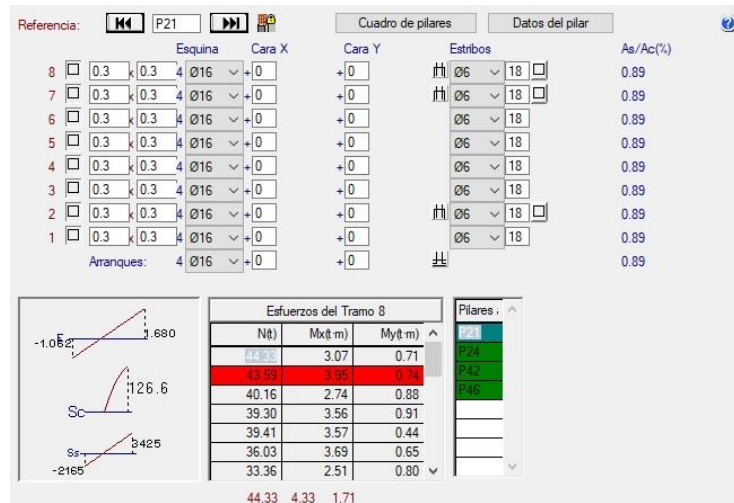 Referencia: P21 Cuadro de pilares Datos del pilar
Esquina Cara X Cara Y Estribos As/Ac(%)
8 0.3 x 0.3 4 Ø16 +0 +0 Ø6 18 0.89
7 0.3 x 0.3 4 Ø16 +0 +0 Ø6 18 0.89
6 0.3 x 0.3 4 Ø16 +0 +0 Ø6 18 0.89
5 0.3 x 0.3 4 Ø16 +0 +0 Ø6 18 0.89
4 0.3 x 0.3 4 Ø16 +0 +0 Ø6 18 0.89
3 0.3 x 0.3 4 Ø16 +0 +0 Ø6 18 0.89
2 0.3 x 0.3 4 Ø16 +0 +0 Ø6 18 0.89
1 0.3 x 0.3 4 Ø16 +0 +0 Ø6 18 0.89
Arranques: 4 Ø16 +0 +0 0.89
E
1.680
-1.062
126.6
Sc
Ss
3425
-2165
Esfuerzos del Tramo 8
N(t) Mx(t·m) My(t·m)
44.33 3.07 0.71
43.59 3.95 0.74
40.16 2.74 0.88
39.30 3.56 0.91
39.41 3.57 0.44
36.03 3.69 0.65
33.36 2.51 0.80
44.33 4.33 1.71
Pilares
P21
P24
P42
P46